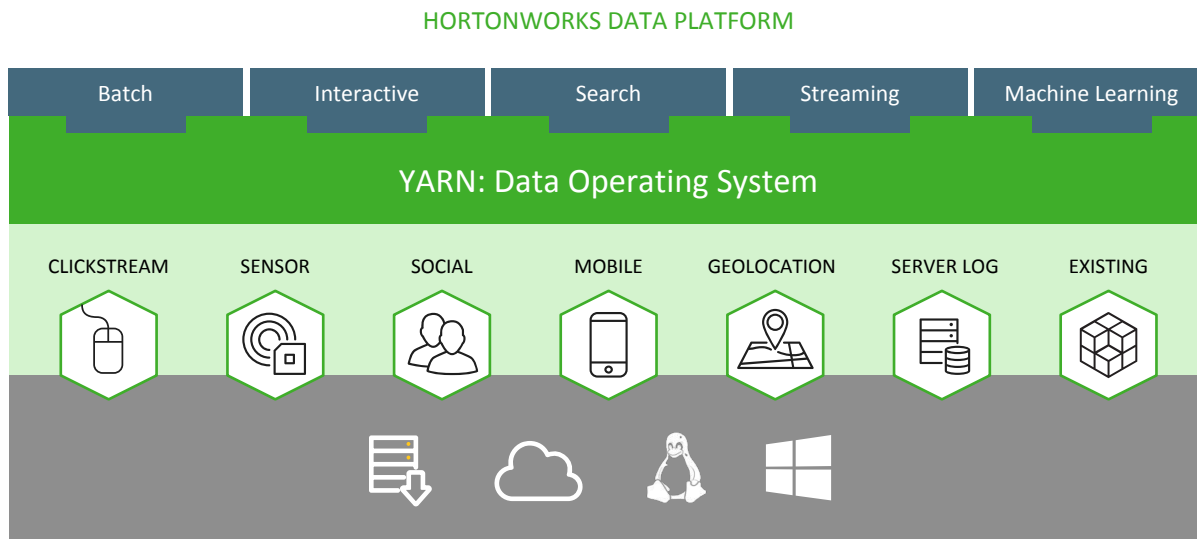 HORTONWORKS DATA PLATFORM
Batch
Interactive
Search
Streaming
Machine Learning
YARN: Data Operating System
CLICKSTREAM
SENSOR
SOCIAL
MOBILE
GEOLOCATION
SERVER LOG
EXISTING